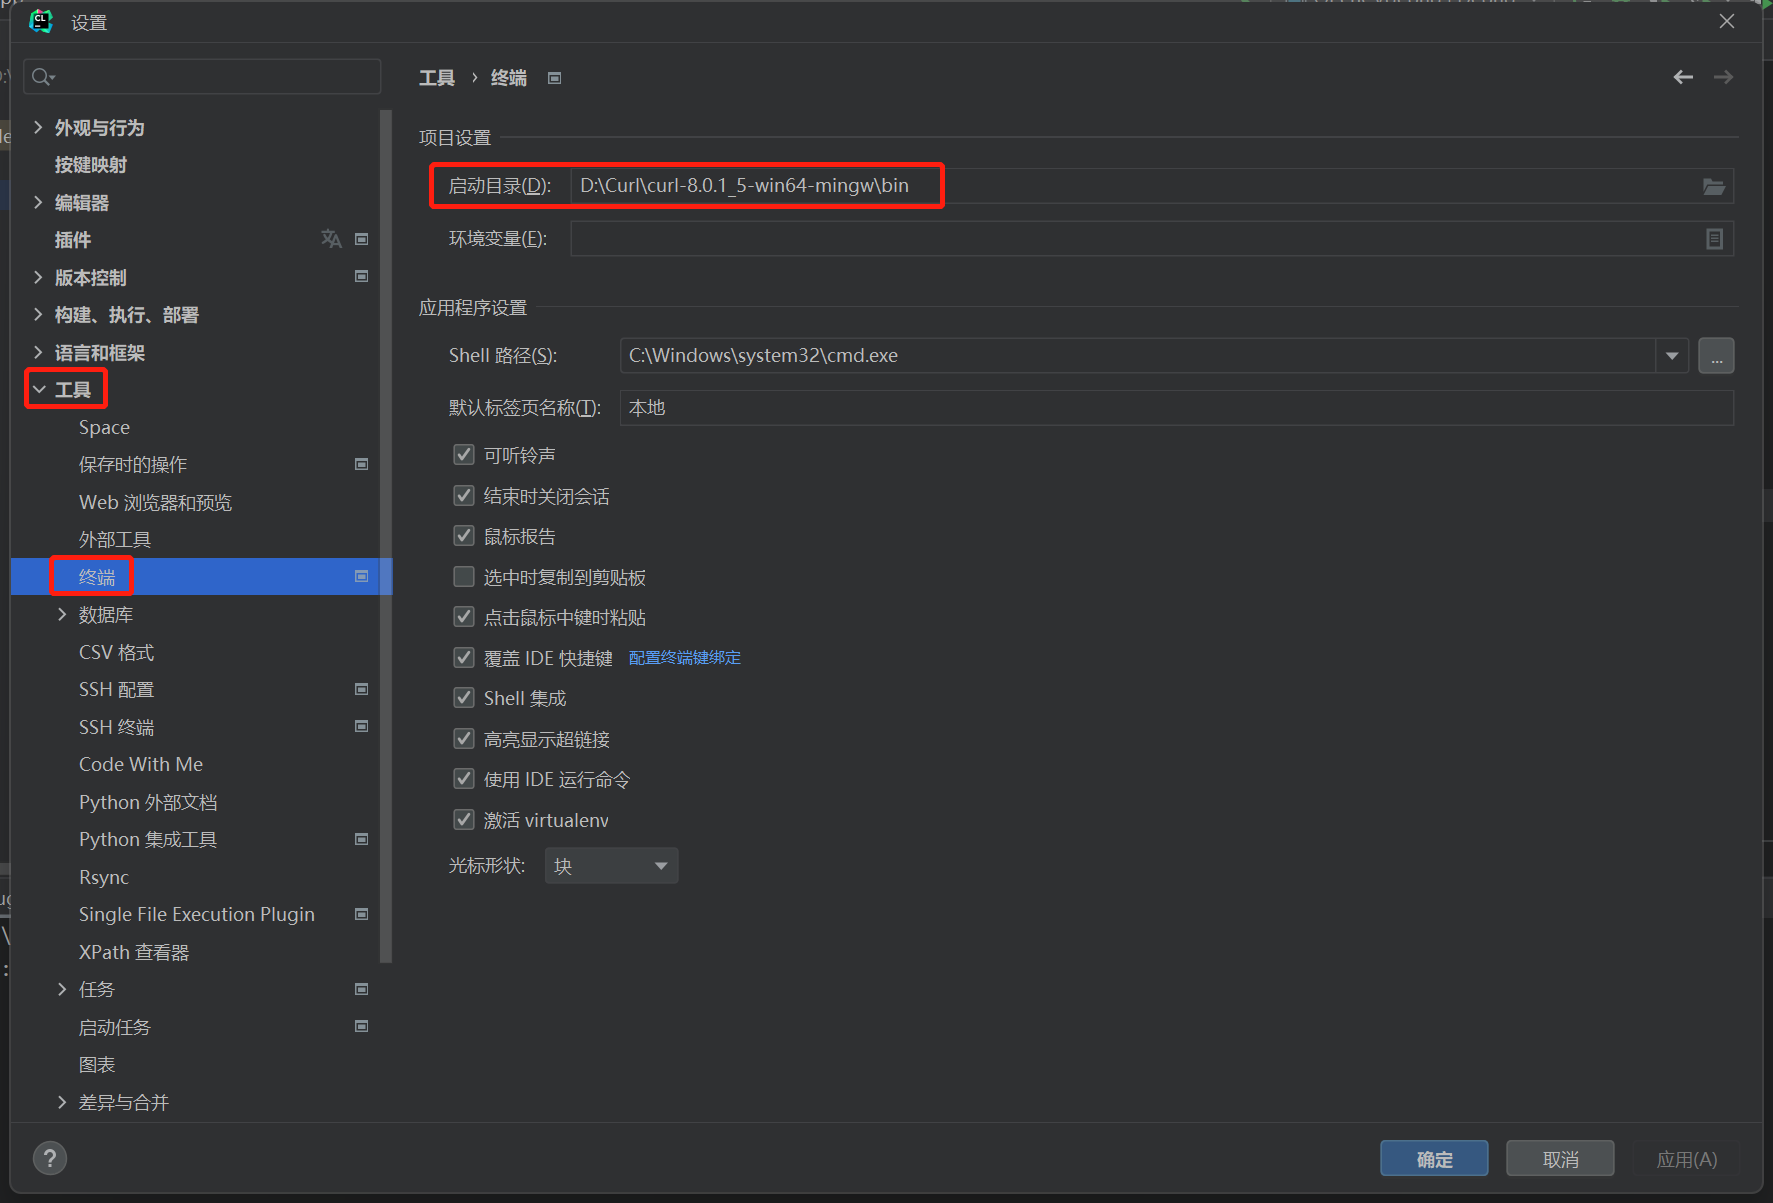 设置
工具 › 终端
外观与行为
按键映射
编辑器
插件
版本控制
构建、执行、部署
语言和框架
工具
Space
保存时的操作
Web 浏览器和预览
外部工具
终端
数据库
CSV 格式
SSH 配置
SSH 终端
Code With Me
Python 外部文档
Python 集成工具
Rsync
Single File Execution Plugin
XPath 查看器
任务
启动任务
图表
差异与合并
项目设置
启动目录(D): D:\Curl\curl-8.0.1_5-win64-mingw\bin
环境变量(E):
应用程序设置
Shell 路径(S): C:\Windows\system32\cmd.exe ...
默认标签页名称(T): 本地
可听铃声
结束时关闭会话
鼠标报告
选中时复制到剪贴板
点击鼠标中键时粘贴
覆盖 IDE 快捷键 配置终端键绑定
Shell 集成
高亮显示超链接
使用 IDE 运行命令
激活 virtualenv
光标形状: 块
? 确定 取消 应用(A)